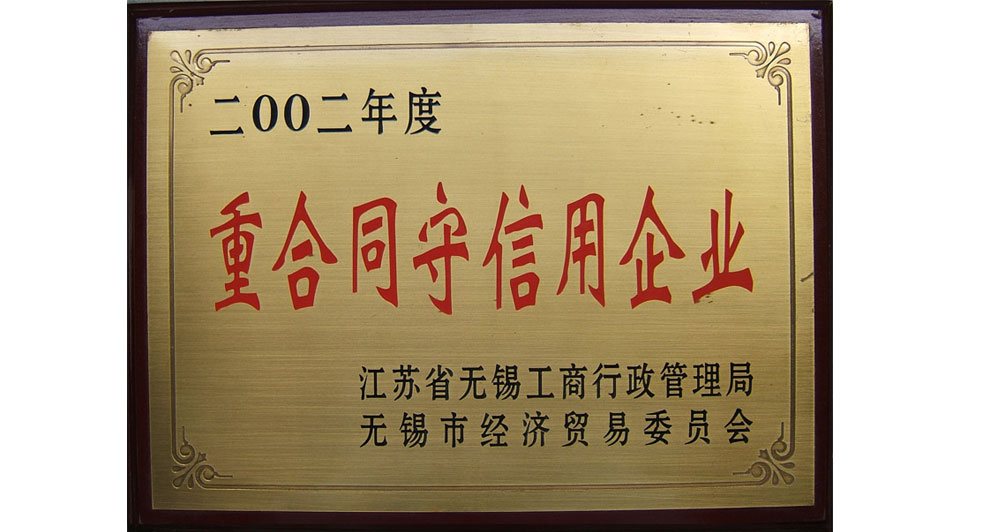 二00二年度
重合同守信用企业
江苏省无锡工商行政管理局
无锡市经济贸易委员会